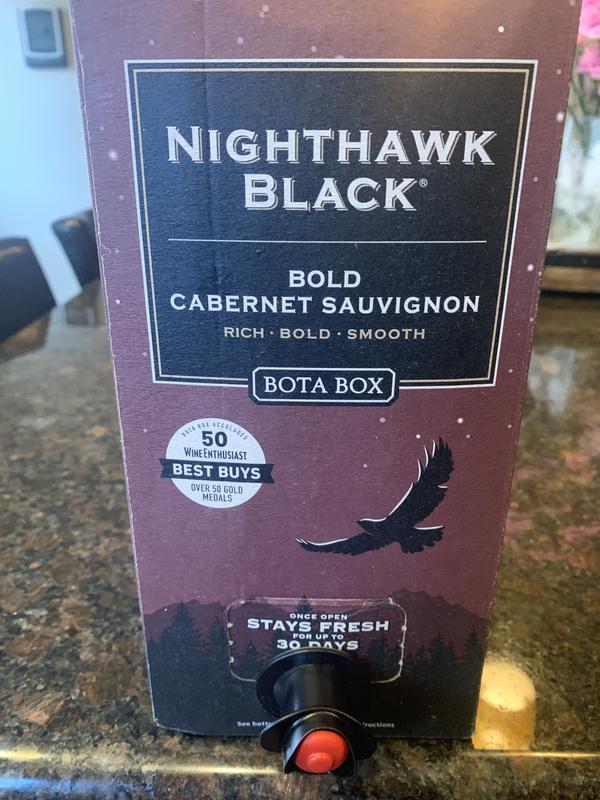 NIGHTHAWK
BLACK®
BOLD
CABERNET SAUVIGNON
RICH · BOLD · SMOOTH
BOTA BOX
BOTA BOX ACCOLADES
50
WINE ENTHUSIAST
BEST BUYS
OVER 50 GOLD
MEDALS
ONCE OPEN
STAYS FRESH
FOR UP TO
30 DAYS
See